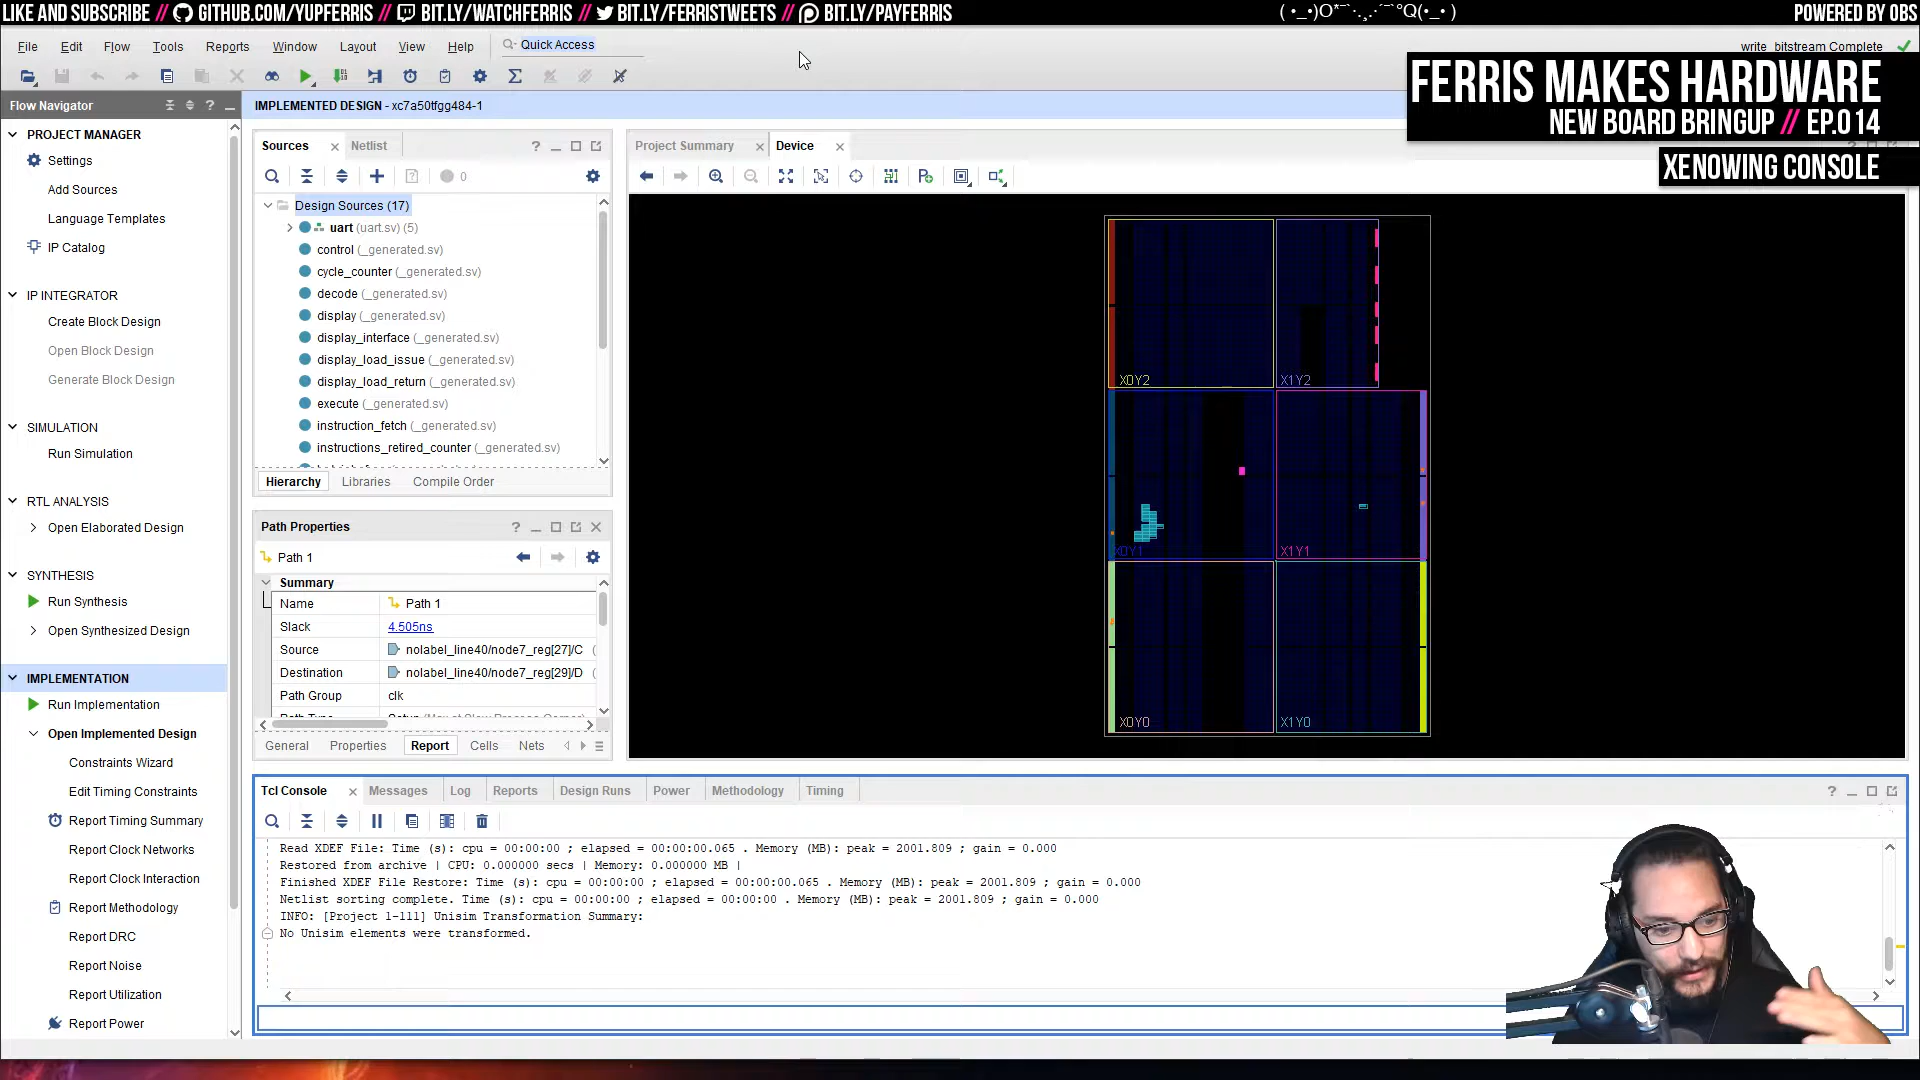 LIKE AND SUBSCRIBE // GITHUB.COM/YUPFERRIS // BIT.LY/WATCHFERRIS // BIT.LY/FERRISTWEETS // BIT.LY/PAYFERRIS
POWERED BY OBS
File Edit Flow Tools Reports Window Layout View Help Quick Access
write_bitstream Complete
FERRIS MAKES HARDWARE
NEW BOARD BRINGUP // EP.014
XENOWING CONSOLE
Flow Navigator
IMPLEMENTED DESIGN - xc7a50tfgg484-1
PROJECT MANAGER
Settings
Add Sources
Language Templates
IP Catalog
IP INTEGRATOR
Create Block Design
Open Block Design
Generate Block Design
SIMULATION
Run Simulation
RTL ANALYSIS
Open Elaborated Design
SYNTHESIS
Run Synthesis
Open Synthesized Design
IMPLEMENTATION
Run Implementation
Open Implemented Design
Constraints Wizard
Edit Timing Constraints
Report Timing Summary
Report Clock Networks
Report Clock Interaction
Report Methodology
Report DRC
Report Noise
Report Utilization
Report Power
Sources Netlist
0
Design Sources (17)
uart (uart.sv) (5)
control (_generated.sv)
cycle_counter (_generated.sv)
decode (_generated.sv)
display (_generated.sv)
display_interface (_generated.sv)
display_load_issue (_generated.sv)
display_load_return (_generated.sv)
execute (_generated.sv)
instruction_fetch (_generated.sv)
instructions_retired_counter (_generated.sv)
Hierarchy Libraries Compile Order
Path Properties
Path 1
Summary
Name Path 1
Slack 4.505ns
Source nolabel_line40/node7_reg[27]/C
Destination nolabel_line40/node7_reg[29]/D
Path Group clk
General Properties Report Cells Nets
Project Summary Device
X0Y2 X1Y2
X0Y1 X1Y1
X0Y0 X1Y0
Tcl Console Messages Log Reports Design Runs Power Methodology Timing
Read XDEF File: Time (s): cpu = 00:00:00 ; elapsed = 00:00:00.065 . Memory (MB): peak = 2001.809 ; gain = 0.000
Restored from archive | CPU: 0.000000 secs | Memory: 0.000000 MB |
Finished XDEF File Restore: Time (s): cpu = 00:00:00 ; elapsed = 00:00:00.065 . Memory (MB): peak = 2001.809 ; gain = 0.000
Netlist sorting complete. Time (s): cpu = 00:00:00 ; elapsed = 00:00:00 . Memory (MB): peak = 2001.809 ; gain = 0.000
INFO: [Project 1-111] Unisim Transformation Summary:
No Unisim elements were transformed.